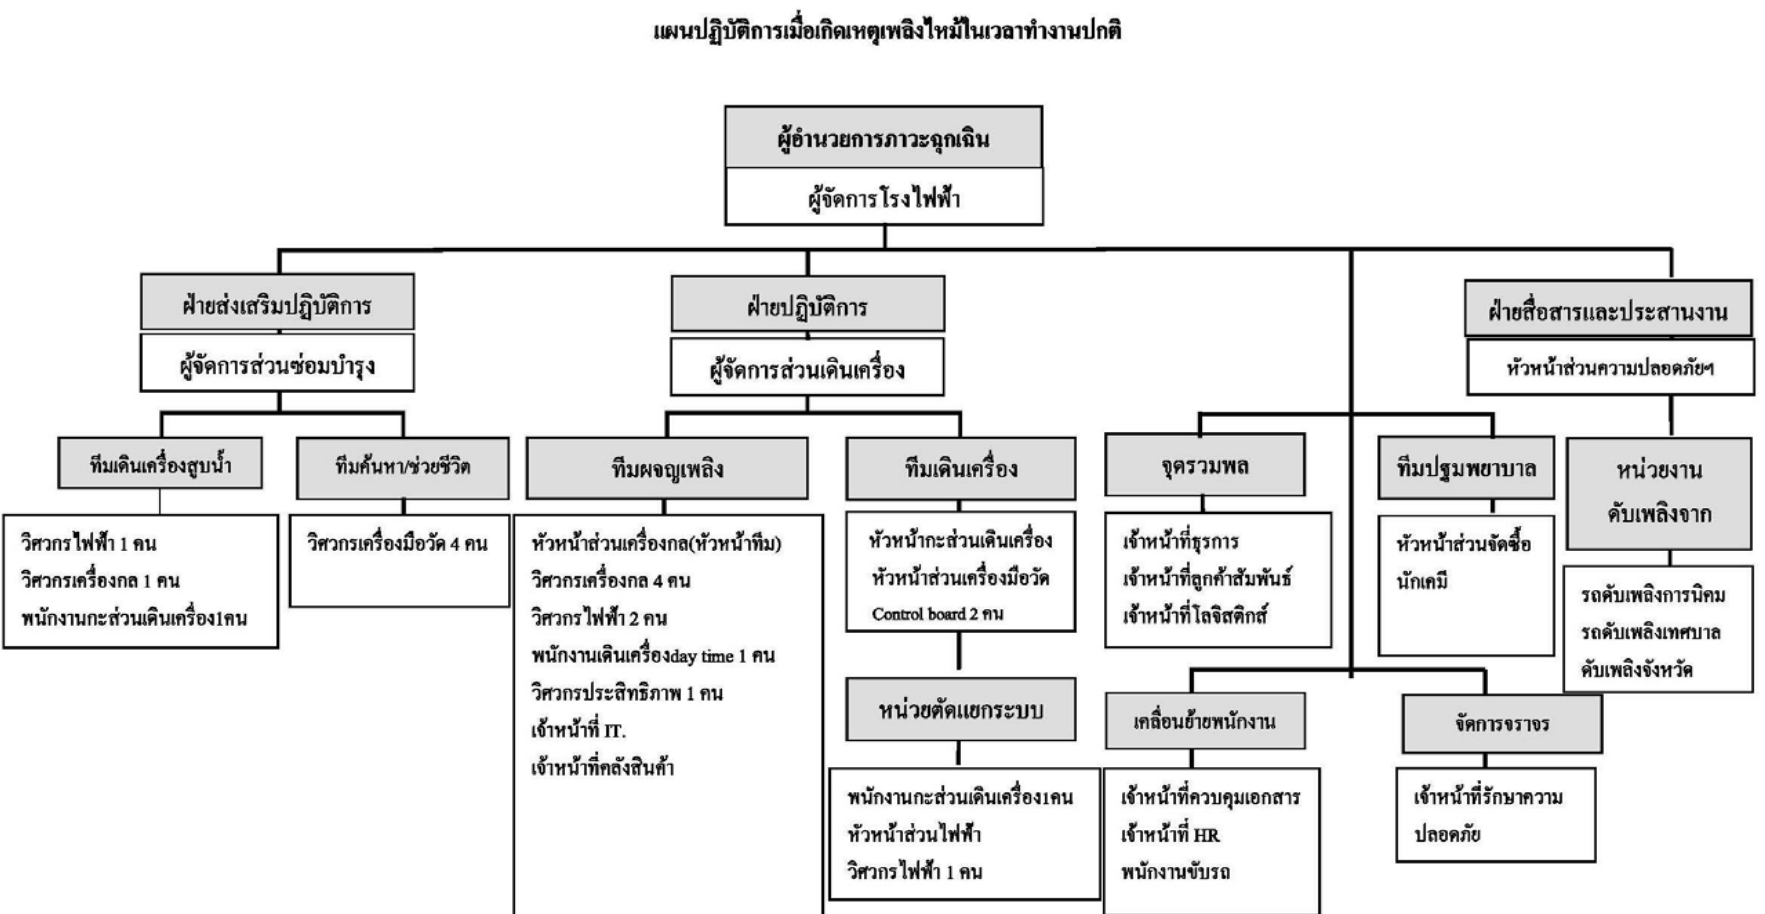 แผนปฏิบัติการเมื่อเกิดเหตุเพลิงไหม้ในเวลาทำงานปกติ
ผู้อำนวยการภาวะฉุกเฉิน
ผู้จัดการโรงไฟฟ้า
ฝ่ายส่งเสริมปฏิบัติการ
ผู้จัดการส่วนซ่อมบำรุง
ทีมเดินเครื่องสูบน้ำ
วิศวกรไฟฟ้า 1 คน
วิศวกรเครื่องกล 1 คน
พนักงานกะส่วนเดินเครื่อง1คน
ทีมค้นหา/ช่วยชีวิต
วิศวกรเครื่องมือวัด 4 คน
ฝ่ายปฏิบัติการ
ผู้จัดการส่วนเดินเครื่อง
ทีมผจญเพลิง
หัวหน้าส่วนเครื่องกล(หัวหน้าทีม)
วิศวกรเครื่องกล 4 คน
วิศวกรไฟฟ้า 2 คน
พนักงานเดินเครื่องday time 1 คน
วิศวกรประสิทธิภาพ 1 คน
เจ้าหน้าที่ IT.
เจ้าหน้าที่คลังสินค้า
ทีมเดินเครื่อง
หัวหน้ากะส่วนเดินเครื่อง
หัวหน้าส่วนเครื่องมือวัด
Control board 2 คน
หน่วยตัดแยกระบบ
พนักงานกะส่วนเดินเครื่อง1คน
หัวหน้าส่วนไฟฟ้า
วิศวกรไฟฟ้า 1 คน
จุดรวมพล
เจ้าหน้าที่ธุรการ
เจ้าหน้าที่ลูกค้าสัมพันธ์
เจ้าหน้าที่โลจิสติกส์
ทีมปฐมพยาบาล
หัวหน้าส่วนจัดซื้อ
นักเคมี
เคลื่อนย้ายพนักงาน
เจ้าหน้าที่ควบคุมเอกสาร
เจ้าหน้าที่ HR
พนักงานขับรถ
จัดการจราจร
เจ้าหน้าที่รักษาความ
ปลอดภัย
ฝ่ายสื่อสารและประสานงาน
หัวหน้าส่วนความปลอดภัยฯ
หน่วยงาน
ดับเพลิงจาก
รถดับเพลิงการนิคม
รถดับเพลิงเทศบาล
ดับเพลิงจังหวัด